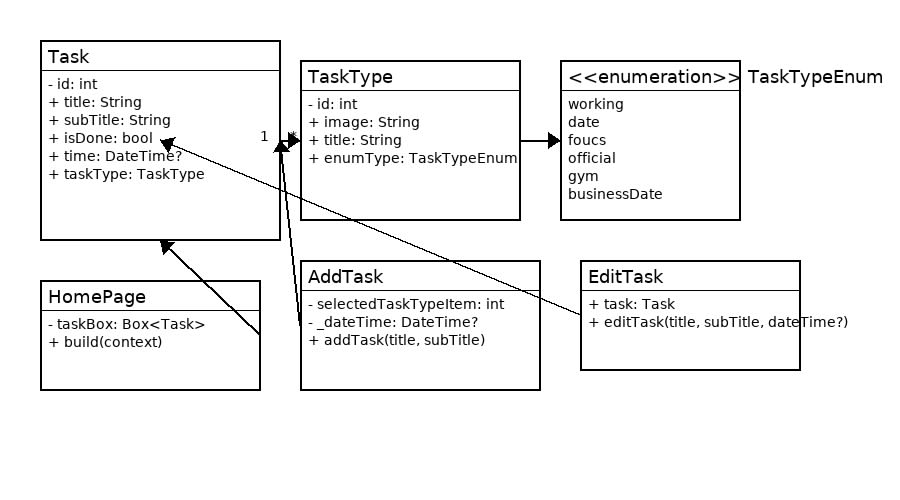 Task
- id: int
+ title: String
+ subTitle: String
+ isDone: bool
+ time: DateTime?
+ taskType: TaskType
1
*
TaskType
- id: int
+ image: String
+ title: String
+ enumType: TaskTypeEnum
<<enumeration>> TaskTypeEnum
working
date
foucs
official
gym
businessDate
HomePage
- taskBox: Box<Task>
+ build(context)
AddTask
- selectedTaskTypeItem: int
- _dateTime: DateTime?
+ addTask(title, subTitle)
EditTask
+ task: Task
+ editTask(title, subTitle, dateTime?)